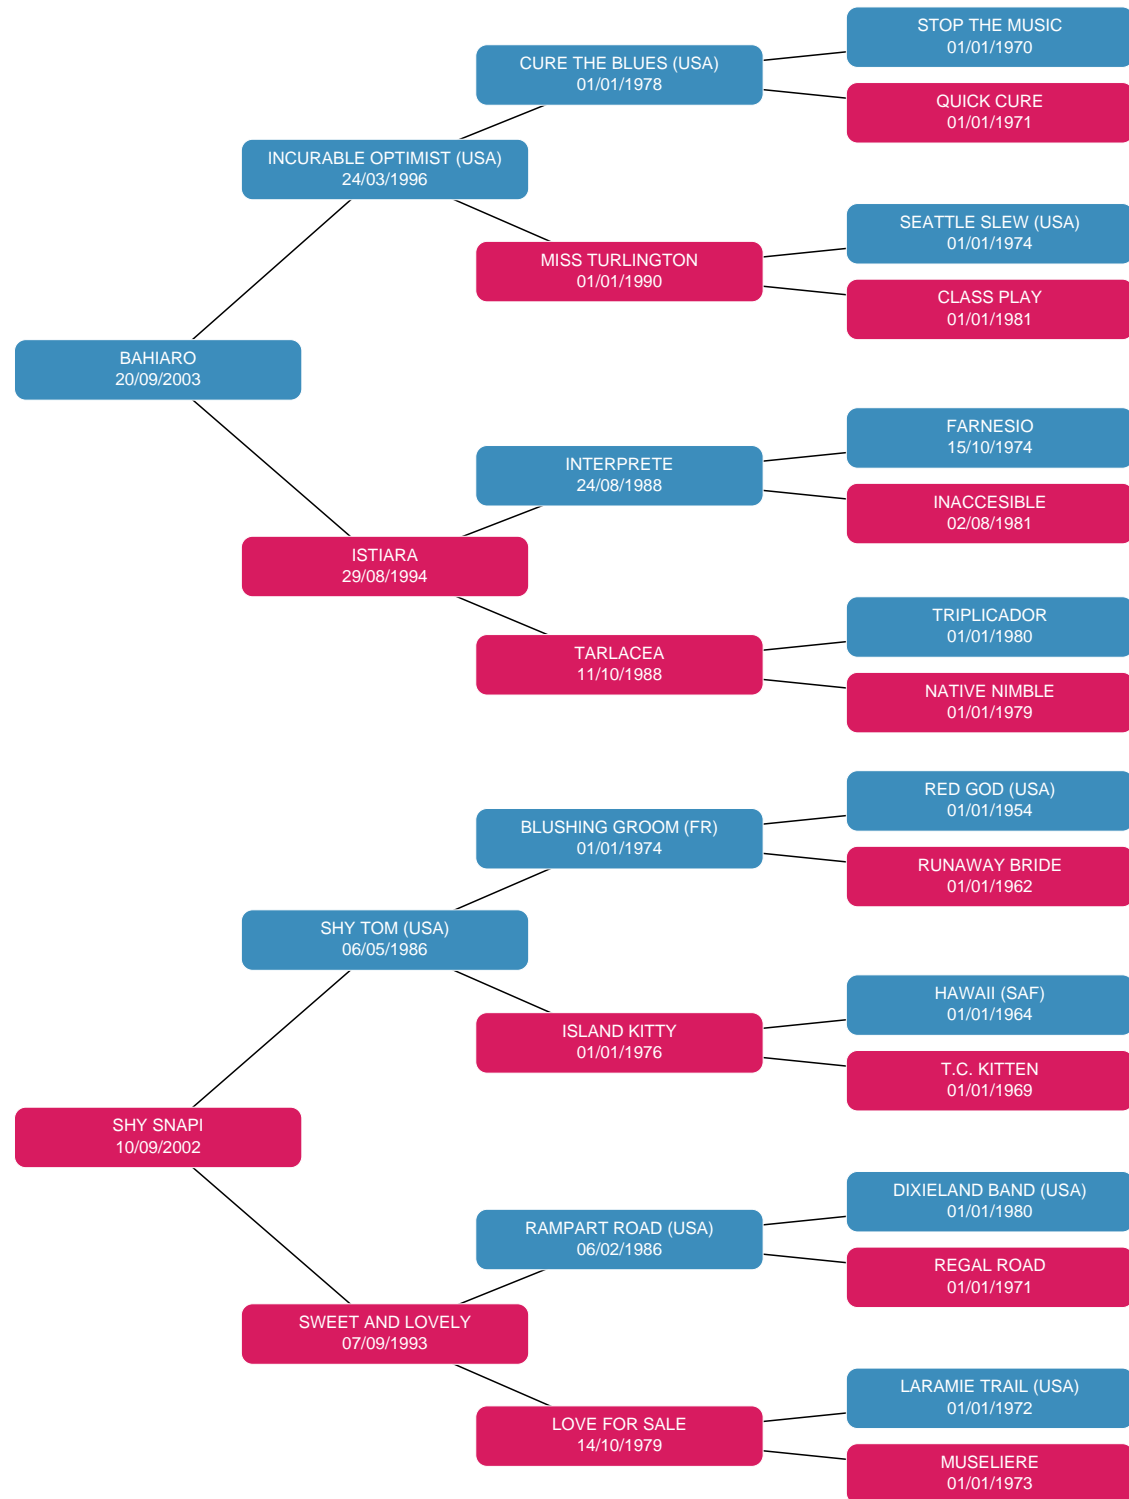 STOP THE MUSIC
01/01/1970
CURE THE BLUES (USA)
01/01/1978
QUICK CURE
01/01/1971
INCURABLE OPTIMIST (USA)
24/03/1996
SEATTLE SLEW (USA)
01/01/1974
MISS TURLINGTON
01/01/1990
CLASS PLAY
01/01/1981
BAHIARO
20/09/2003
FARNESIO
15/10/1974
INTERPRETE
24/08/1988
INACCESIBLE
02/08/1981
ISTIARA
29/08/1994
TRIPLICADOR
01/01/1980
TARLACEA
11/10/1988
NATIVE NIMBLE
01/01/1979
RED GOD (USA)
01/01/1954
BLUSHING GROOM (FR)
01/01/1974
RUNAWAY BRIDE
01/01/1962
SHY TOM (USA)
06/05/1986
HAWAII (SAF)
01/01/1964
ISLAND KITTY
01/01/1976
T.C. KITTEN
01/01/1969
SHY SNAPI
10/09/2002
DIXIELAND BAND (USA)
01/01/1980
RAMPART ROAD (USA)
06/02/1986
REGAL ROAD
01/01/1971
SWEET AND LOVELY
07/09/1993
LARAMIE TRAIL (USA)
01/01/1972
LOVE FOR SALE
14/10/1979
MUSELIERE
01/01/1973